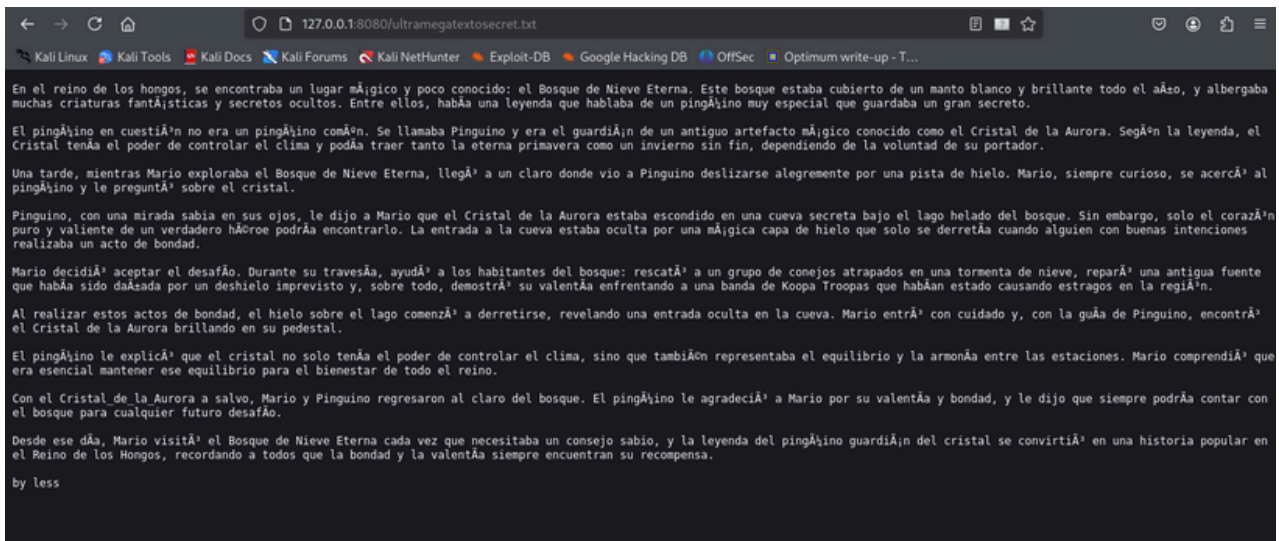 127.0.0.1:8080/ultramegatextosecret.txt
Kali Linux Kali Tools Kali Docs Kali Forums Kali NetHunter Exploit-DB Google Hacking DB OffSec Optimum write-up - T...
En el reino de los hongos, se encontraba un lugar mÃ¡gico y poco conocido: el Bosque de Nieve Eterna. Este bosque estaba cubierto de un manto blanco y brillante todo el aÃ±o, y albergaba
muchas criaturas fantÃ¡sticas y secretos ocultos. Entre ellos, habÃ­a una leyenda que hablaba de un pingÃ¼ino muy especial que guardaba un gran secreto.
El pingÃ¼ino en cuestiÃ³n no era un pingÃ¼ino comÃºn. Se llamaba Pinguino y era el guardiÃ¡n de un antiguo artefacto mÃ¡gico conocido como el Cristal de la Aurora. SegÃºn la leyenda, el
Cristal tenÃ­a el poder de controlar el clima y podÃ­a traer tanto la eterna primavera como un invierno sin fin, dependiendo de la voluntad de su portador.
Una tarde, mientras Mario exploraba el Bosque de Nieve Eterna, llegÃ³ a un claro donde vio a Pinguino deslizarse alegremente por una pista de hielo. Mario, siempre curioso, se acercÃ³ al
pingÃ¼ino y le preguntÃ³ sobre el cristal.
Pinguino, con una mirada sabia en sus ojos, le dijo a Mario que el Cristal de la Aurora estaba escondido en una cueva secreta bajo el lago helado del bosque. Sin embargo, solo el corazÃ³n
puro y valiente de un verdadero hÃ©roe podrÃ­a encontrarlo. La entrada a la cueva estaba oculta por una mÃ¡gica capa de hielo que solo se derretÃ­a cuando alguien con buenas intenciones
realizaba un acto de bondad.
Mario decidiÃ³ aceptar el desafÃ­o. Durante su travesÃ­a, ayudÃ³ a los habitantes del bosque: rescatÃ³ a un grupo de conejos atrapados en una tormenta de nieve, reparÃ³ una antigua fuente
que habÃ­a sido daÃ±ada por un deshielo imprevisto y, sobre todo, demostrÃ³ su valentÃ­a enfrentando a una banda de Koopa Troopas que habÃ­an estado causando estragos en la regiÃ³n.
Al realizar estos actos de bondad, el hielo sobre el lago comenzÃ³ a derretirse, revelando una entrada oculta en la cueva. Mario entrÃ³ con cuidado y, con la guÃ­a de Pinguino, encontrÃ³
el Cristal de la Aurora brillando en su pedestal.
El pingÃ¼ino le explicÃ³ que el cristal no solo tenÃ­a el poder de controlar el clima, sino que tambiÃ©n representaba el equilibrio y la armonÃ­a entre las estaciones. Mario comprendiÃ³ que
era esencial mantener ese equilibrio para el bienestar de todo el reino.
Con el Cristal_de_la_Aurora a salvo, Mario y Pinguino regresaron al claro del bosque. El pingÃ¼ino le agradeciÃ³ a Mario por su valentÃ­a y bondad, y le dijo que siempre podrÃ­a contar con
el bosque para cualquier futuro desafÃ­o.
Desde ese dÃ­a, Mario visitÃ³ el Bosque de Nieve Eterna cada vez que necesitaba un consejo sabio, y la leyenda del pingÃ¼ino guardiÃ¡n del cristal se convirtiÃ³ en una historia popular en
el Reino de los Hongos, recordando a todos que la bondad y la valentÃ­a siempre encuentran su recompensa.
by less